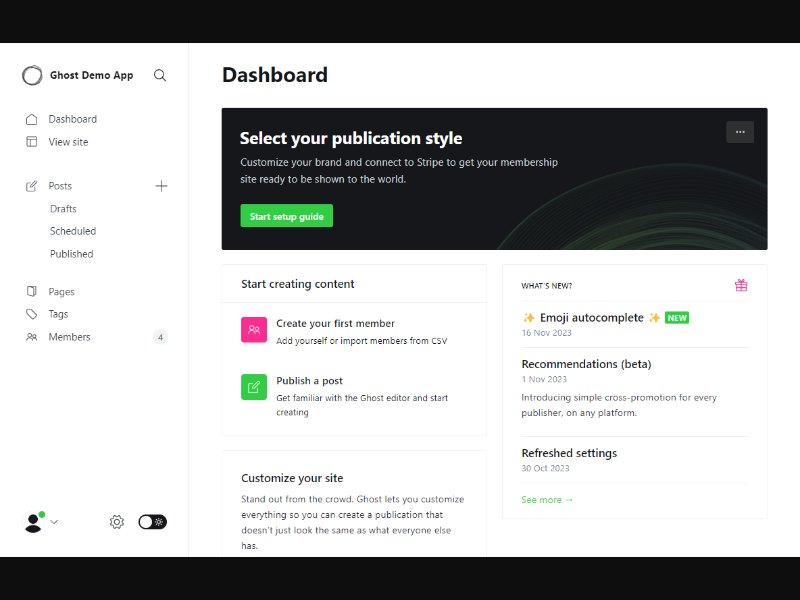 Ghost Demo App
Dashboard
View site
Posts
Drafts
Scheduled
Published
Pages
Tags
Members 4
Dashboard
Select your publication style
Customize your brand and connect to Stripe to get your membership
site ready to be shown to the world.
Start setup guide
Start creating content
Create your first member
Add yourself or import members from CSV
Publish a post
Get familiar with the Ghost editor and start
creating
Customize your site
Stand out from the crowd. Ghost lets you customize
everything so you can create a publication that
doesn't just look the same as what everyone else
has.
WHAT'S NEW?
✨ Emoji autocomplete ✨ NEW
16 Nov 2023
Recommendations (beta)
1 Nov 2023
Introducing simple cross-promotion for every
publisher, on any platform.
Refreshed settings
30 Oct 2023
See more →